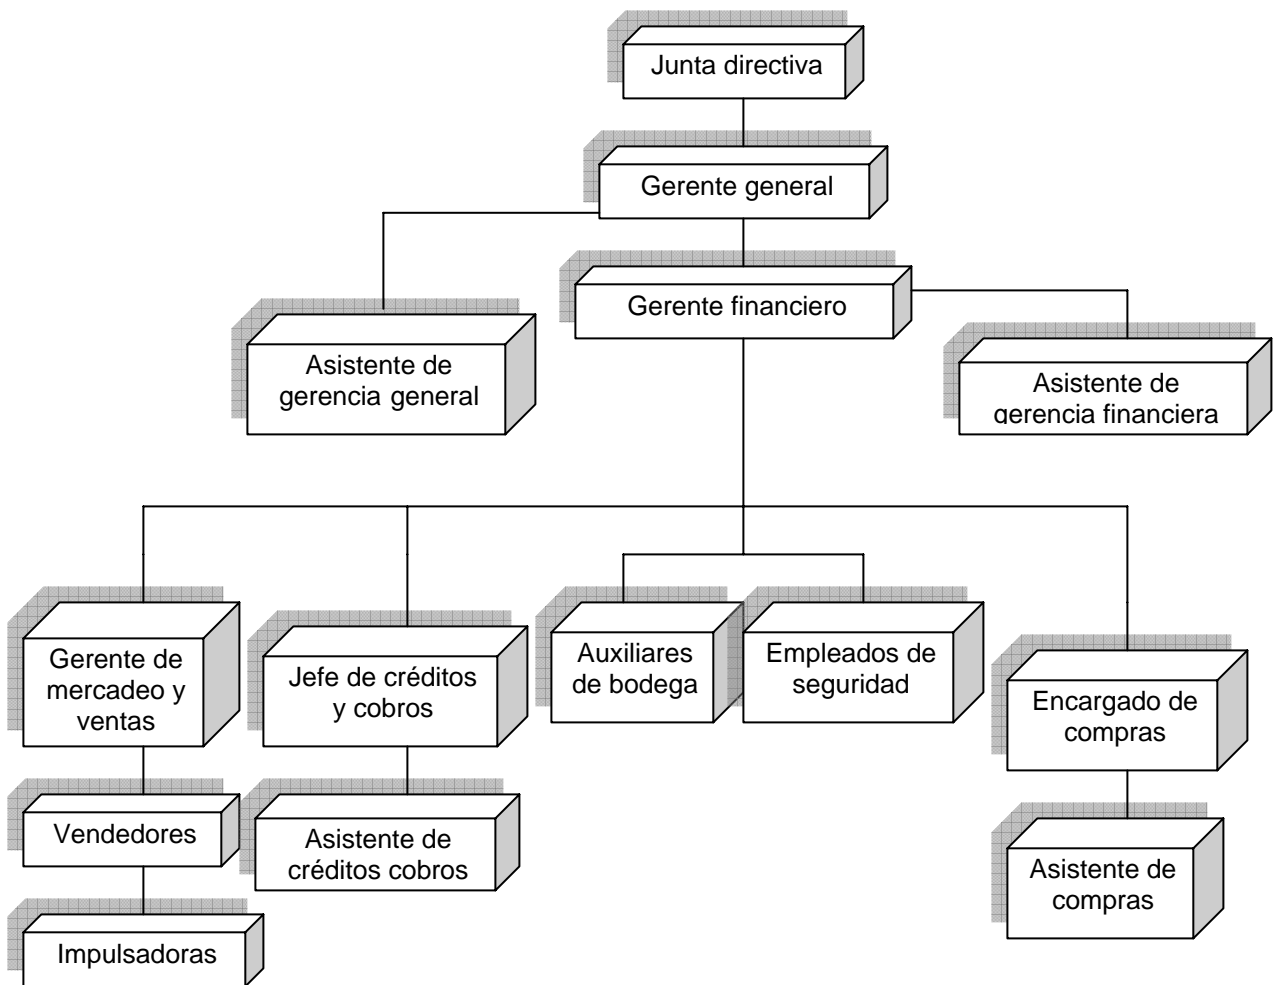 Junta directiva
Gerente general
Gerente financiero
Asistente de
gerencia general
Asistente de
gerencia financiera
Gerente de
mercadeo y
ventas
Jefe de créditos
y cobros
Auxiliares
de bodega
Empleados de
seguridad
Encargado de
compras
Vendedores
Asistente de
créditos cobros
Asistente de
compras
Impulsadoras